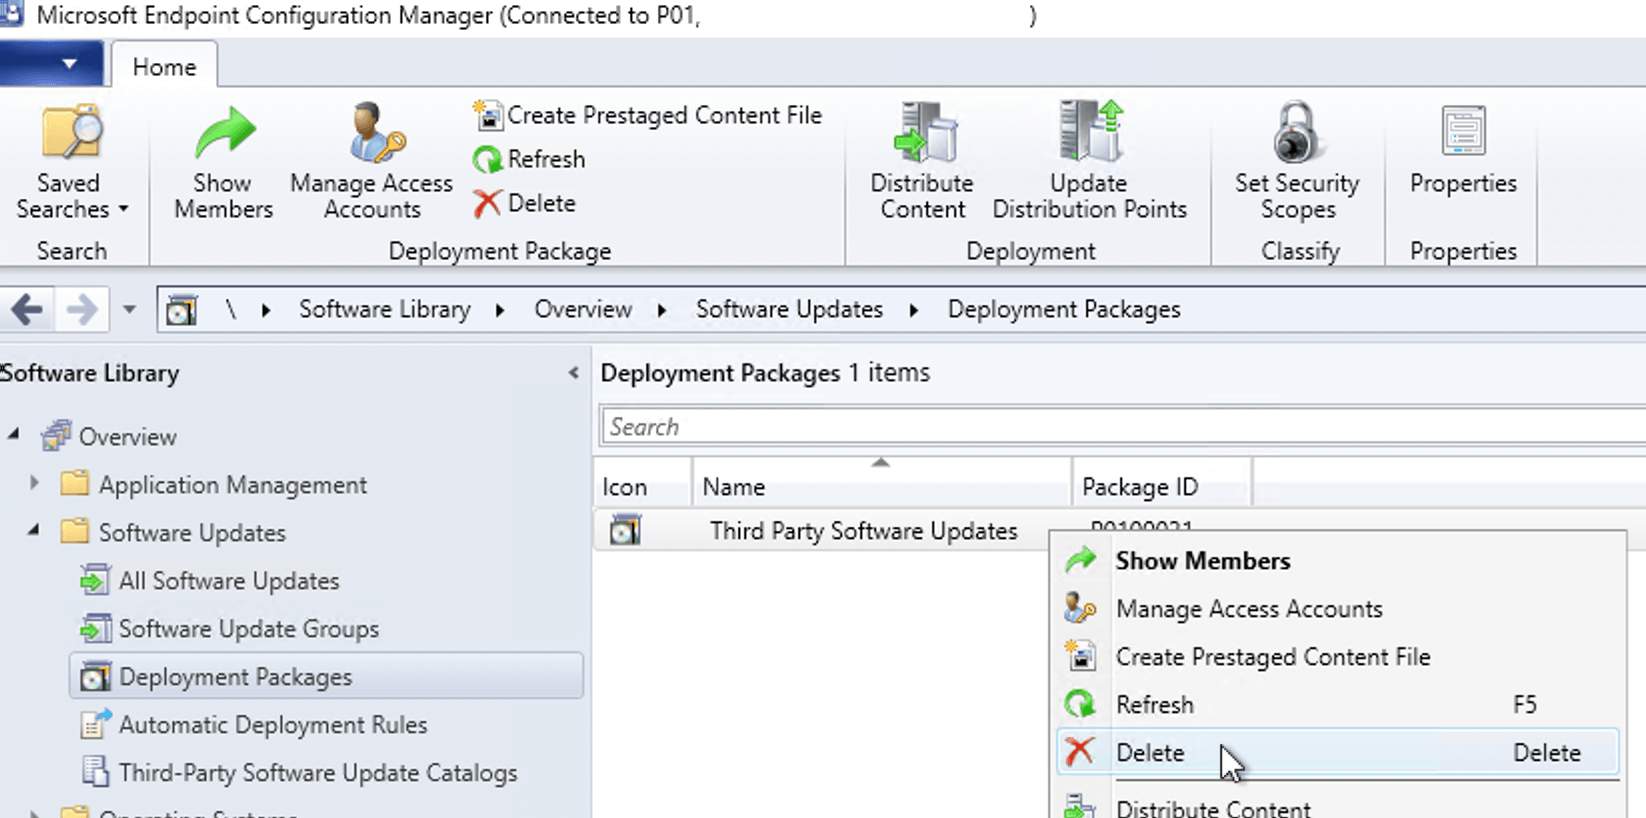 Microsoft Endpoint Configuration Manager (Connected to P01, )
Home
Saved Searches
Show Members
Manage Access Accounts
Create Prestaged Content File
Refresh
Delete
Distribute Content
Update Distribution Points
Set Security Scopes
Properties
Search
Deployment Package
Deployment
Classify
Properties
\ Software Library Overview Software Updates Deployment Packages
Software Library
Overview
Application Management
Software Updates
All Software Updates
Software Update Groups
Deployment Packages
Automatic Deployment Rules
Third-Party Software Update Catalogs
Operating Systems
Deployment Packages 1 items
Search
Icon Name Package ID
Third Party Software Updates
Show Members
Manage Access Accounts
Create Prestaged Content File
Refresh F5
Delete Delete
Distribute Content